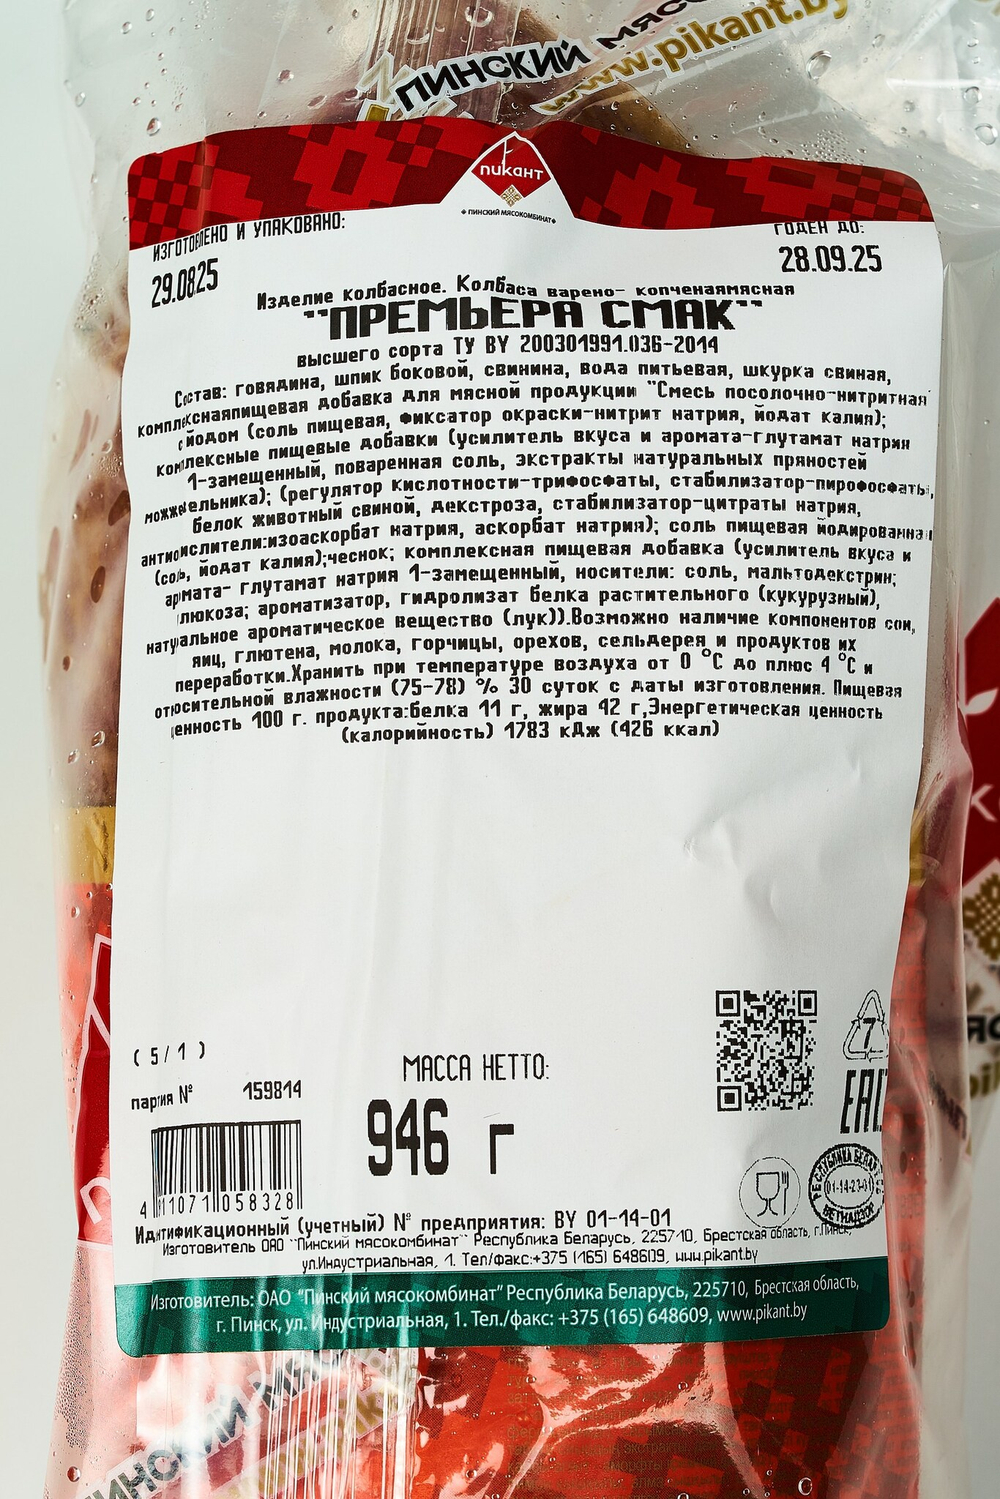 ПИНСКИЙ МЯСО
www.pikant.by
пикант
ПИНСКИЙ МЯСОКОМБИНАТ
ИЗГОТОВЛЕНО И УПАКОВАНО:
29.0825
ГОДЕН ДО:
28.09.25
Изделие колбасное. Колбаса варено- копченаямясная
"ПРЕМЬЕРА СМАК"
высшего сорта ТУ BY 200301991.036-2014
Состав: говядина, шпик боковой, свинина, вода питьевая, шкурка свиная,
комплекснаяпищевая добавка для мясной продукции "Смесь посолочно-нитритная
с йодом (соль пищевая, фиксатор окраски-нитрит натрия, йодат калия);
комплексные пищевые добавки (усилитель вкуса и аромата-глутамат натрия
1-замещенный, поваренная соль, экстракты натуральных пряностей
можжевельника); (регулятор кислотности-трифосфаты, стабилизатор-пирофосфаты,
белок животный свиной, декстроза, стабилизатор-цитраты натрия,
антиокислители:изоаскорбат натрия, аскорбат натрия); соль пищевая йодированная
(соль, йодат калия);чеснок; комплексная пищевая добавка (усилитель вкуса и
аромата- глутамат натрия 1-замещенный, носители: соль, мальтодекстрин;
глюкоза; ароматизатор, гидролизат белка растительного (кукурузный),
натуральное ароматическое вещество (лук)).Возможно наличие компонентов сои,
яиц, глютена, молока, горчицы, орехов, сельдерея и продуктов их
переработки.Хранить при температуре воздуха от 0 °С до плюс 4 °С и
относительной влажности (75-78) % 30 суток с даты изготовления. Пищевая
ценность 100 г. продукта:белка 11 г, жира 42 г,Энергетическая ценность
(калорийность) 1783 кДж (426 ккал)
( 5 / 1 )
партия № 159814
МАССА НЕТТО:
946 г
7
EAC
4 811071 058328
РЕСПУБЛИКА БЕЛАРУСЬ
01-14-23-01
ВЕТНАДЗОР
Идентификационный (учетный) № предприятия: BY 01-14-01
Изготовитель ОАО "Пинский мясокомбинат" Республика Беларусь, 225710, Брестская область, г.Пинск,
ул.Индустриальная, 1. Тел/факс:+375 (165) 648609, www.pikant.by
Изготовитель: ОАО "Пинский мясокомбинат" Республика Беларусь, 225710, Брестская область,
г. Пинск, ул. Индустриальная, 1. Тел./факс: +375 (165) 648609, www.pikant.by